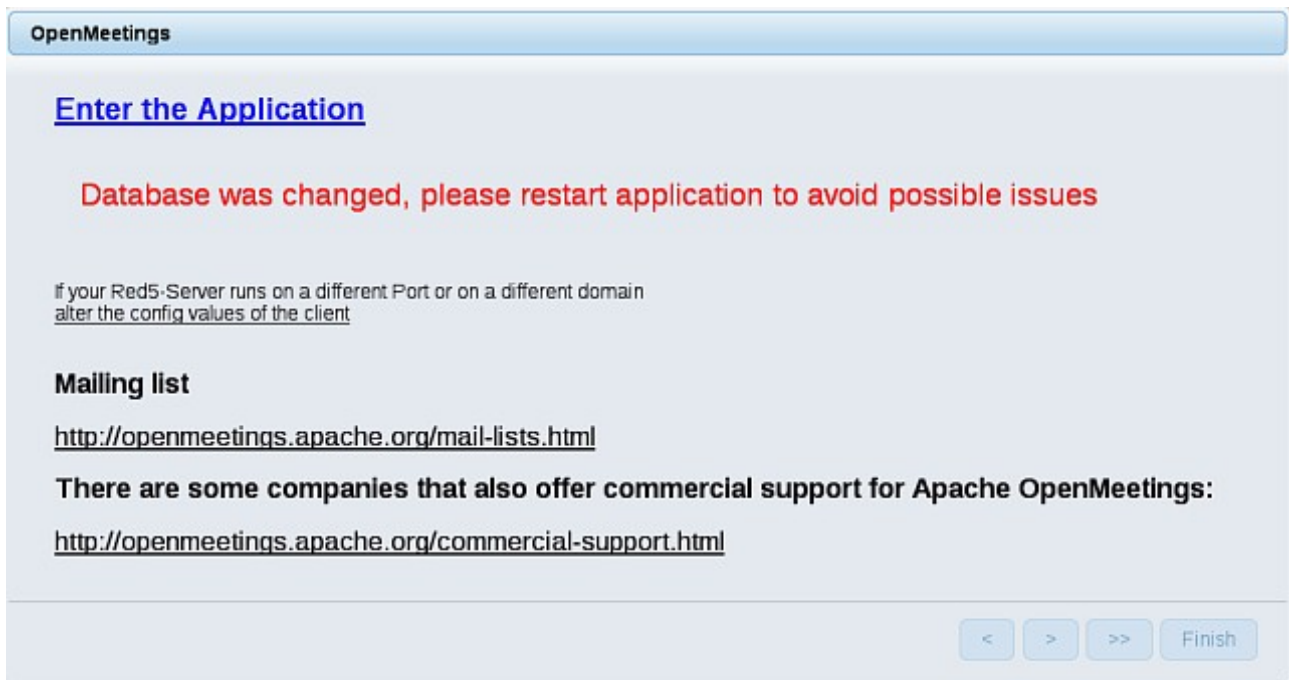 OpenMeetings
Enter the Application
Database was changed, please restart application to avoid possible issues
If your Red5-Server runs on a different Port or on a different domain
alter the config values of the client
Mailing list
http://openmeetings.apache.org/mail-lists.html
There are some companies that also offer commercial support for Apache OpenMeetings:
http://openmeetings.apache.org/commercial-support.html
< > >> Finish